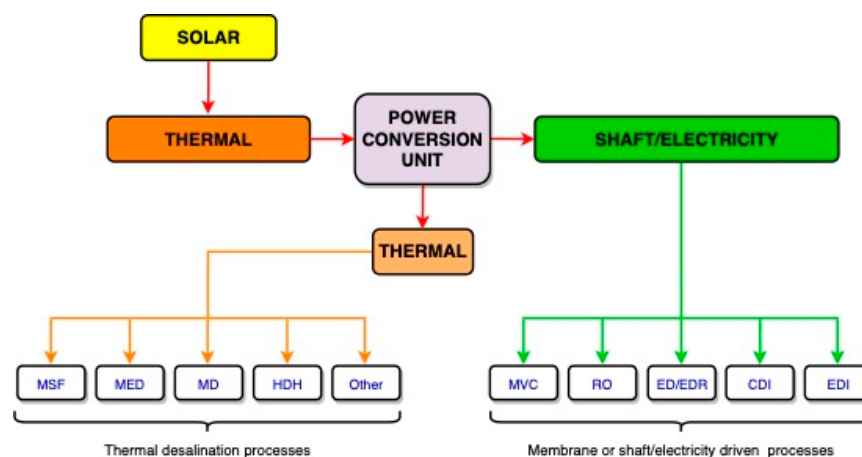 SOLAR
THERMAL
POWER
CONVERSION
UNIT
SHAFT/ELECTRICITY
THERMAL
MSF
MED
MD
HDH
Other
MVC
RO
ED/EDR
CDI
EDI
Thermal desalination processes
Membrane or shaft/electricity driven processes